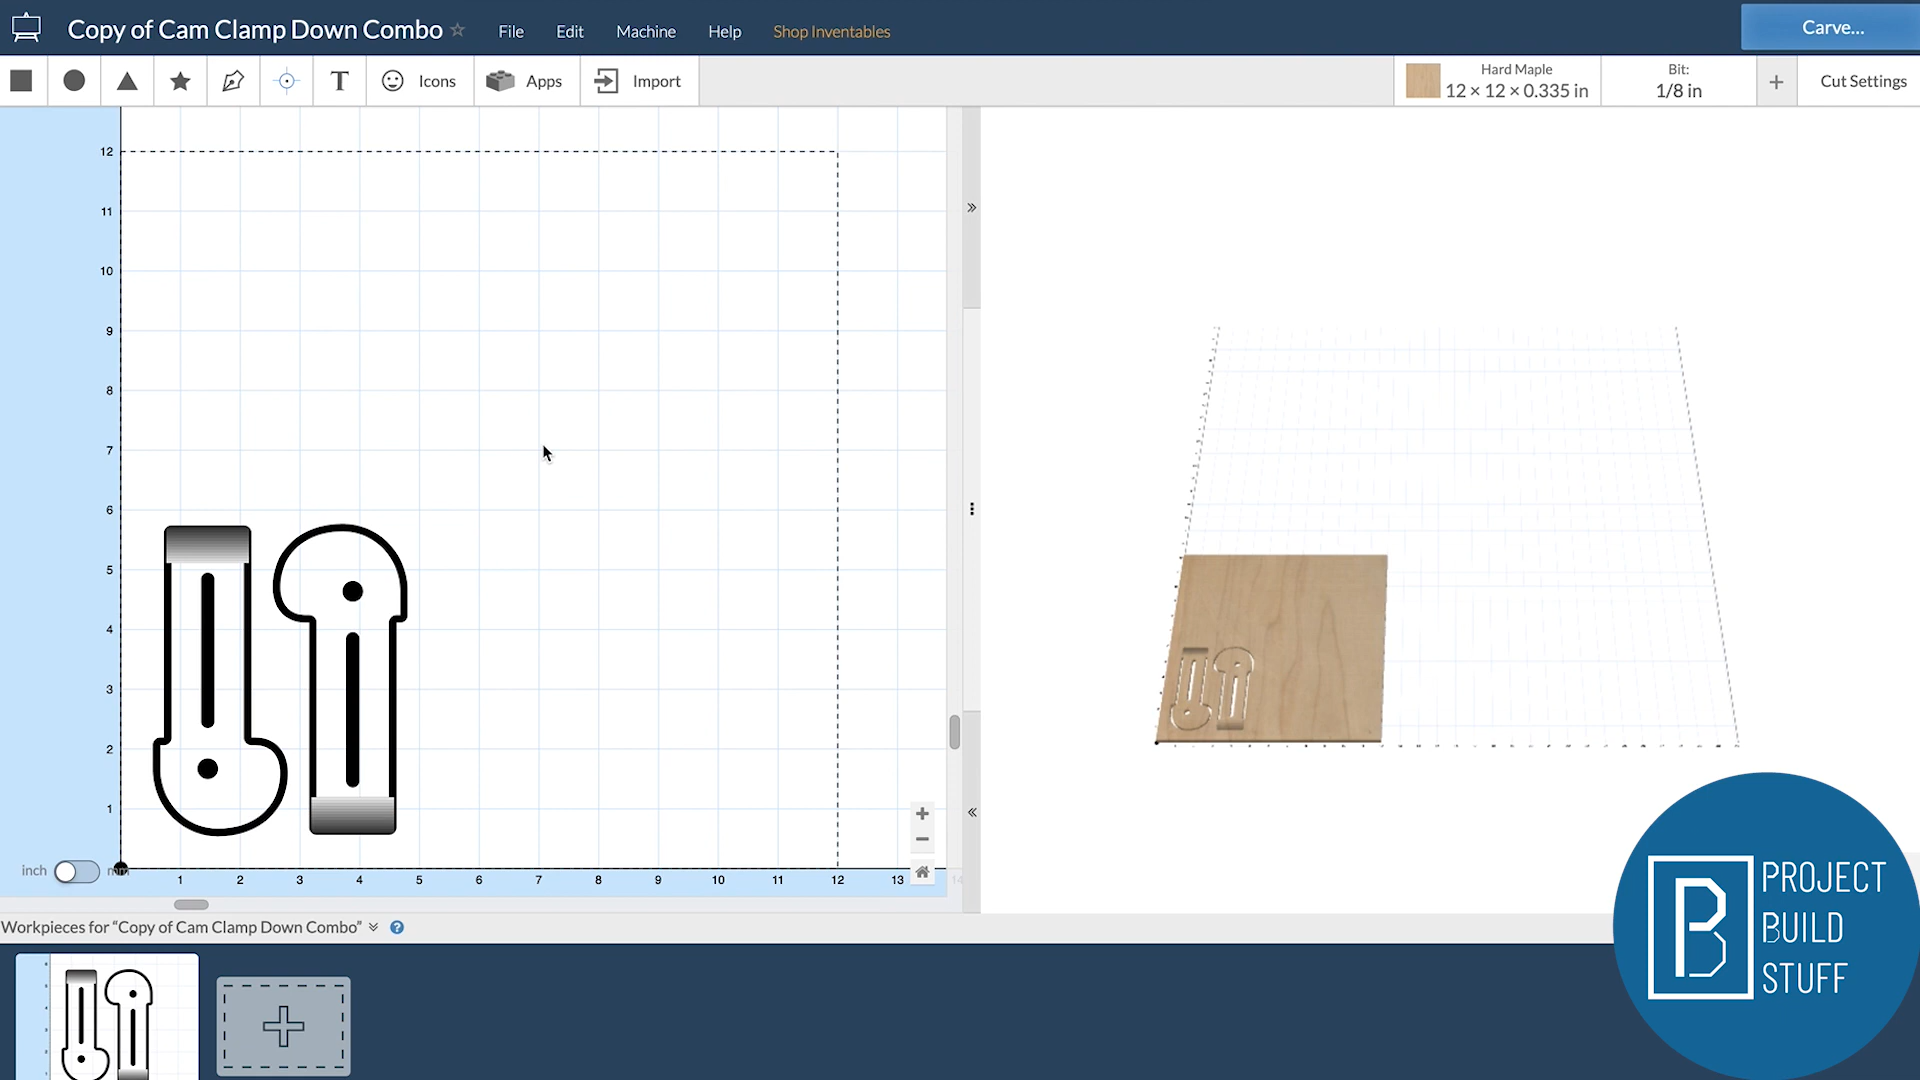 Copy of Cam Clamp Down Combo File Edit Machine Help Shop Inventables Carve...
T Icons Apps Import Hard Maple 12 × 12 × 0.335 in Bit: 1/8 in Cut Settings
12
11
10
9
8
7
6
5
4
3
2
1
inch mm
1 2 3 4 5 6 7 8 9 10 11 12 13 14
Workpieces for “Copy of Cam Clamp Down Combo” ?
PROJECT
BUILD
STUFF